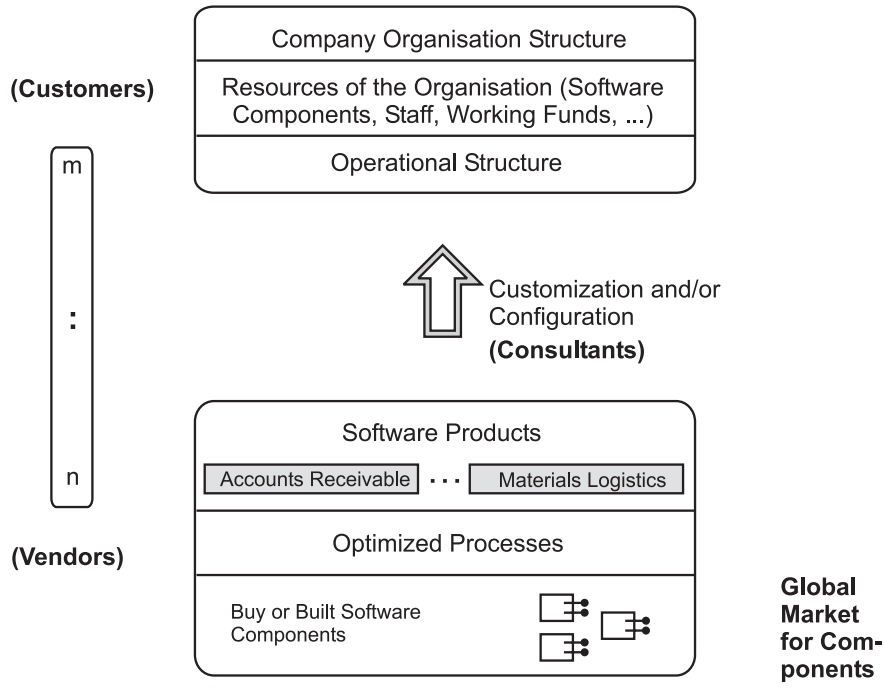 Company Organisation Structure
(Customers)
Resources of the Organisation (Software
Components, Staff, Working Funds, ...)
Operational Structure
m
:
n
Customization and/or
Configuration
(Consultants)
Software Products
Accounts Receivable ... Materials Logistics
(Vendors)
Optimized Processes
Buy or Built Software
Components
Global
Market
for Com-
ponents